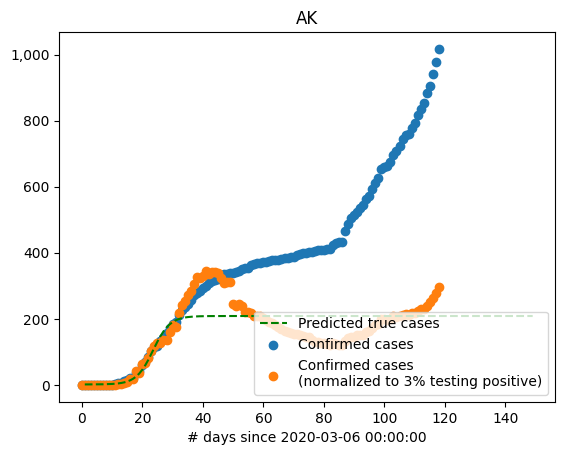 AK
1,000
800
600
400
200
0
Predicted true cases
Confirmed cases
Confirmed cases
(normalized to 3% testing positive)
0 20 40 60 80 100 120 140
# days since 2020-03-06 00:00:00